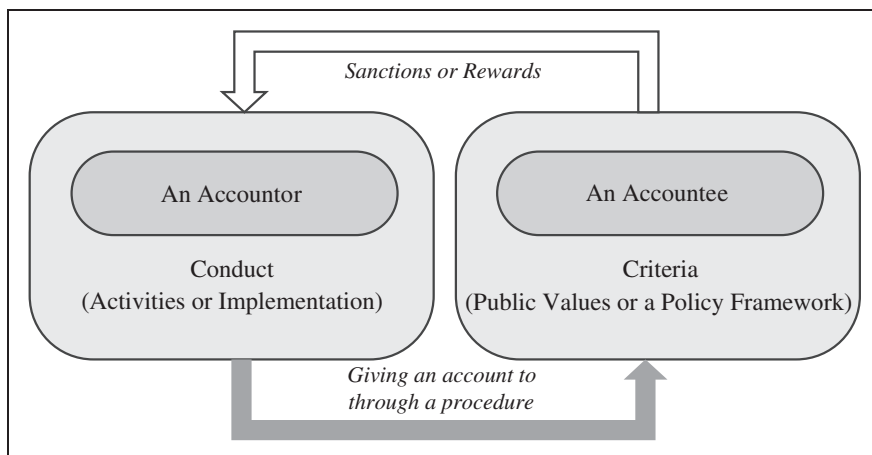 Sanctions or Rewards
An Accountor
Conduct
(Activities or Implementation)
An Accountee
Criteria
(Public Values or a Policy Framework)
Giving an account to
through a procedure